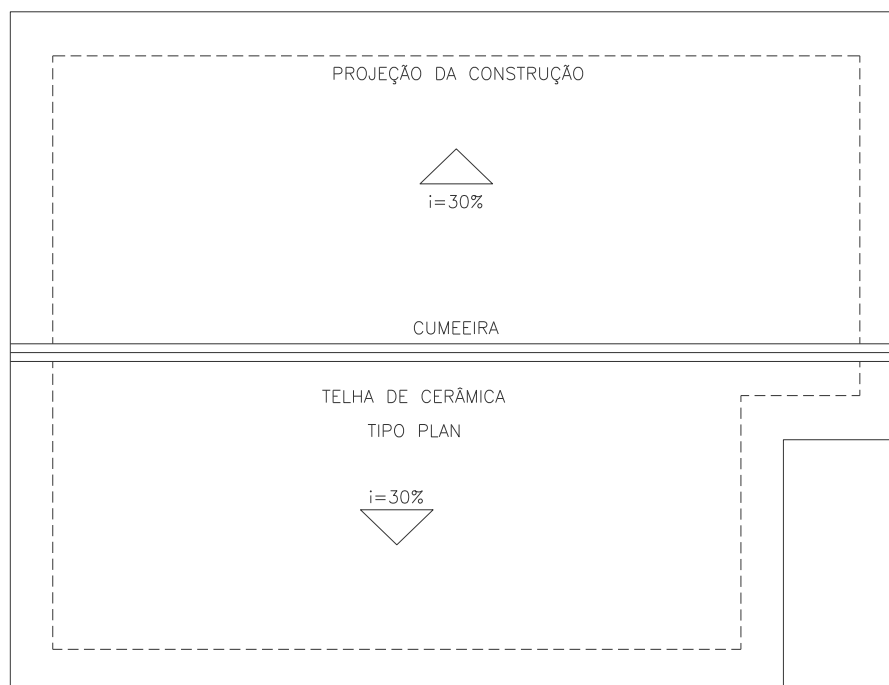 PROJEÇÃO DA CONSTRUÇÃO
i=30%
CUMEEIRA
TELHA DE CERÂMICA
TIPO PLAN
i=30%